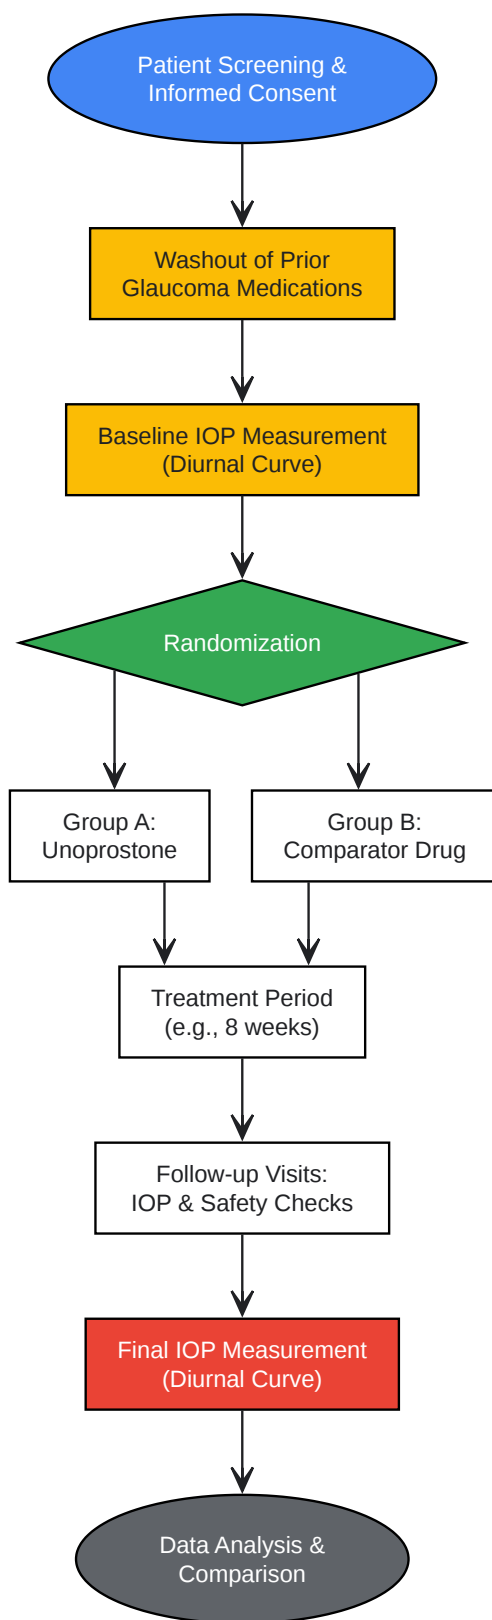 Patient Screening &
Informed Consent
Washout of Prior
Glaucoma Medications
Baseline IOP Measurement
(Diurnal Curve)
Randomization
Group A:
Unoprostone
Group B:
Comparator Drug
Treatment Period
(e.g., 8 weeks)
Follow-up Visits:
IOP & Safety Checks
Final IOP Measurement
(Diurnal Curve)
Data Analysis &
Comparison